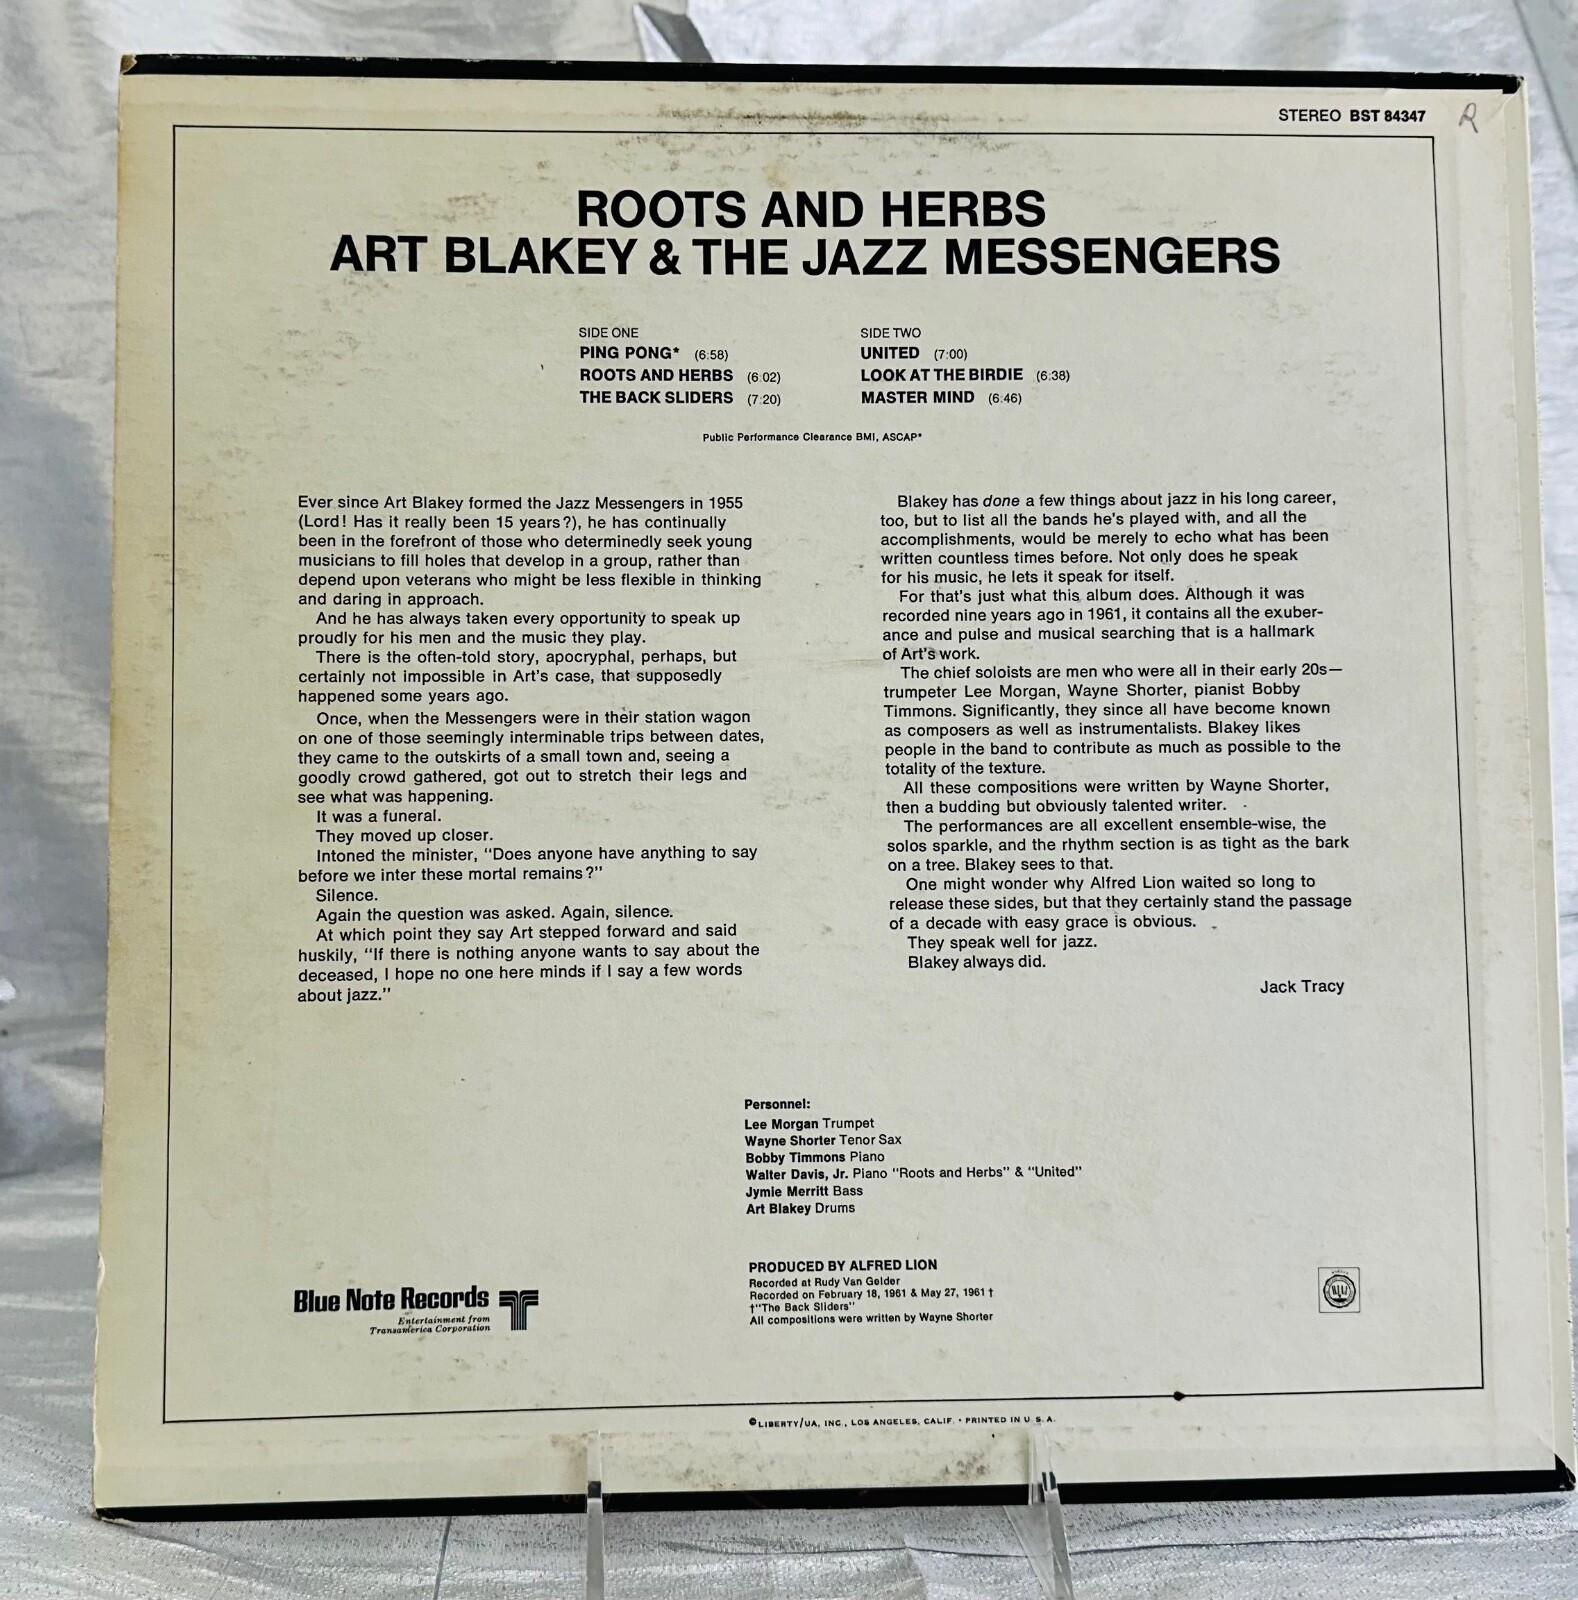 STEREO BST 84347 R
ROOTS AND HERBS
ART BLAKEY & THE JAZZ MESSENGERS
SIDE ONE
PING PONG* (6:58)
ROOTS AND HERBS (6:02)
THE BACK SLIDERS (7:20)
SIDE TWO
UNITED (7:00)
LOOK AT THE BIRDIE (6:38)
MASTER MIND (6:46)
Public Performance Clearance BMI, ASCAP*
Ever since Art Blakey formed the Jazz Messengers in 1955
(Lord! Has it really been 15 years?), he has continually
been in the forefront of those who determinedly seek young
musicians to fill holes that develop in a group, rather than
depend upon veterans who might be less flexible in thinking
and daring in approach.
And he has always taken every opportunity to speak up
proudly for his men and the music they play.
There is the often-told story, apocryphal, perhaps, but
certainly not impossible in Art's case, that supposedly
happened some years ago.
Once, when the Messengers were in their station wagon
on one of those seemingly interminable trips between dates,
they came to the outskirts of a small town and, seeing a
goodly crowd gathered, got out to stretch their legs and
see what was happening.
It was a funeral.
They moved up closer.
Intoned the minister, "Does anyone have anything to say
before we inter these mortal remains?"
Silence.
Again the question was asked. Again, silence.
At which point they say Art stepped forward and said
huskily, "If there is nothing anyone wants to say about the
deceased, I hope no one here minds if I say a few words
about jazz."
Blakey has done a few things about jazz in his long career,
too, but to list all the bands he's played with, and all the
accomplishments, would be merely to echo what has been
written countless times before. Not only does he speak
for his music, he lets it speak for itself.
For that's just what this album does. Although it was
recorded nine years ago in 1961, it contains all the exuber-
ance and pulse and musical searching that is a hallmark
of Art's work.
The chief soloists are men who were all in their early 20s—
trumpeter Lee Morgan, Wayne Shorter, pianist Bobby
Timmons. Significantly, they since all have become known
as composers as well as instrumentalists. Blakey likes
people in the band to contribute as much as possible to the
totality of the texture.
All these compositions were written by Wayne Shorter,
then a budding but obviously talented writer.
The performances are all excellent ensemble-wise, the
solos sparkle, and the rhythm section is as tight as the bark
on a tree. Blakey sees to that.
One might wonder why Alfred Lion waited so long to
release these sides, but that they certainly stand the passage
of a decade with easy grace is obvious.
They speak well for jazz.
Blakey always did.
Jack Tracy
Personnel:
Lee Morgan Trumpet
Wayne Shorter Tenor Sax
Bobby Timmons Piano
Walter Davis, Jr. Piano "Roots and Herbs" & "United"
Jymie Merritt Bass
Art Blakey Drums
PRODUCED BY ALFRED LION
Recorded at Rudy Van Gelder
Recorded on February 18, 1961 & May 27, 1961 †
†"The Back Sliders"
All compositions were written by Wayne Shorter
Blue Note Records
Entertainment from
Transamerica Corporation
© LIBERTY/UA, INC., LOS ANGELES, CALIF. • PRINTED IN U.S.A.